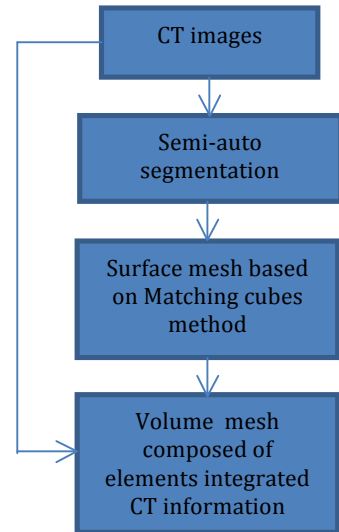 CT images
Semi-auto
segmentation
Surface mesh based
on Matching cubes
method
Volume mesh
composed of
elements integrated
CT information